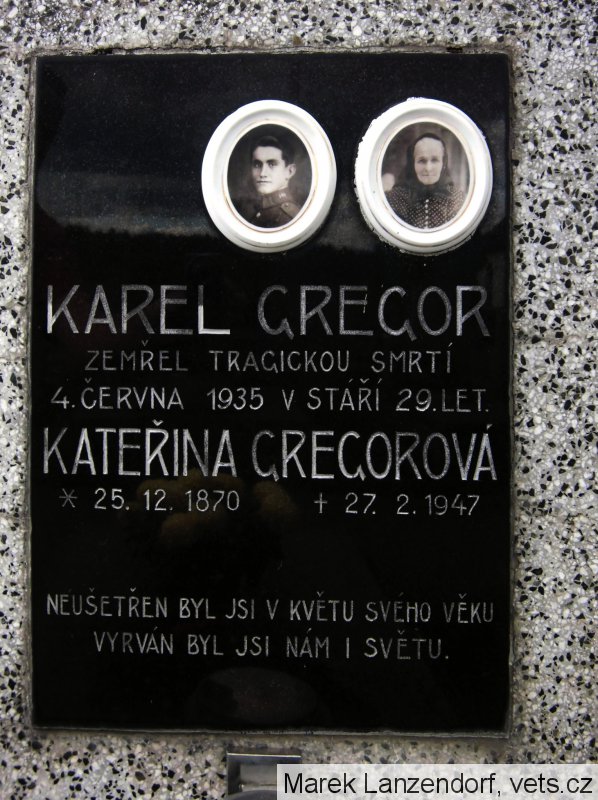 KAREL GREGOR
ZEMŘEL TRAGICKOU SMRTÍ
4. ČERVNA 1935 V STÁŘÍ 29. LET.
KATEŘINA GREGOROVÁ
* 25. 12. 1870 † 27. 2. 1947
NEUŠETŘEN BYL JSI V KVĚTU SVÉHO VĚKU
VYRVÁN BYL JSI NÁM I SVĚTU.
Marek Lanzendorf, vets.cz